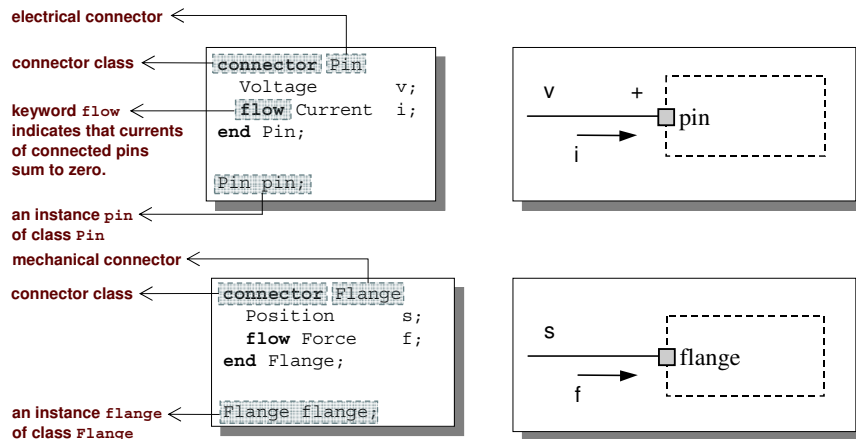 electrical connector
connector class
keyword flow
indicates that currents
of connected pins
sum to zero.
an instance pin
of class Pin
connector Pin
Voltage v;
flow Current i;
end Pin;
Pin pin;
v +
pin
i
mechanical connector
connector class
an instance flange
of class Flange
connector Flange
Position s;
flow Force f;
end Flange;
Flange flange;
s
flange
f